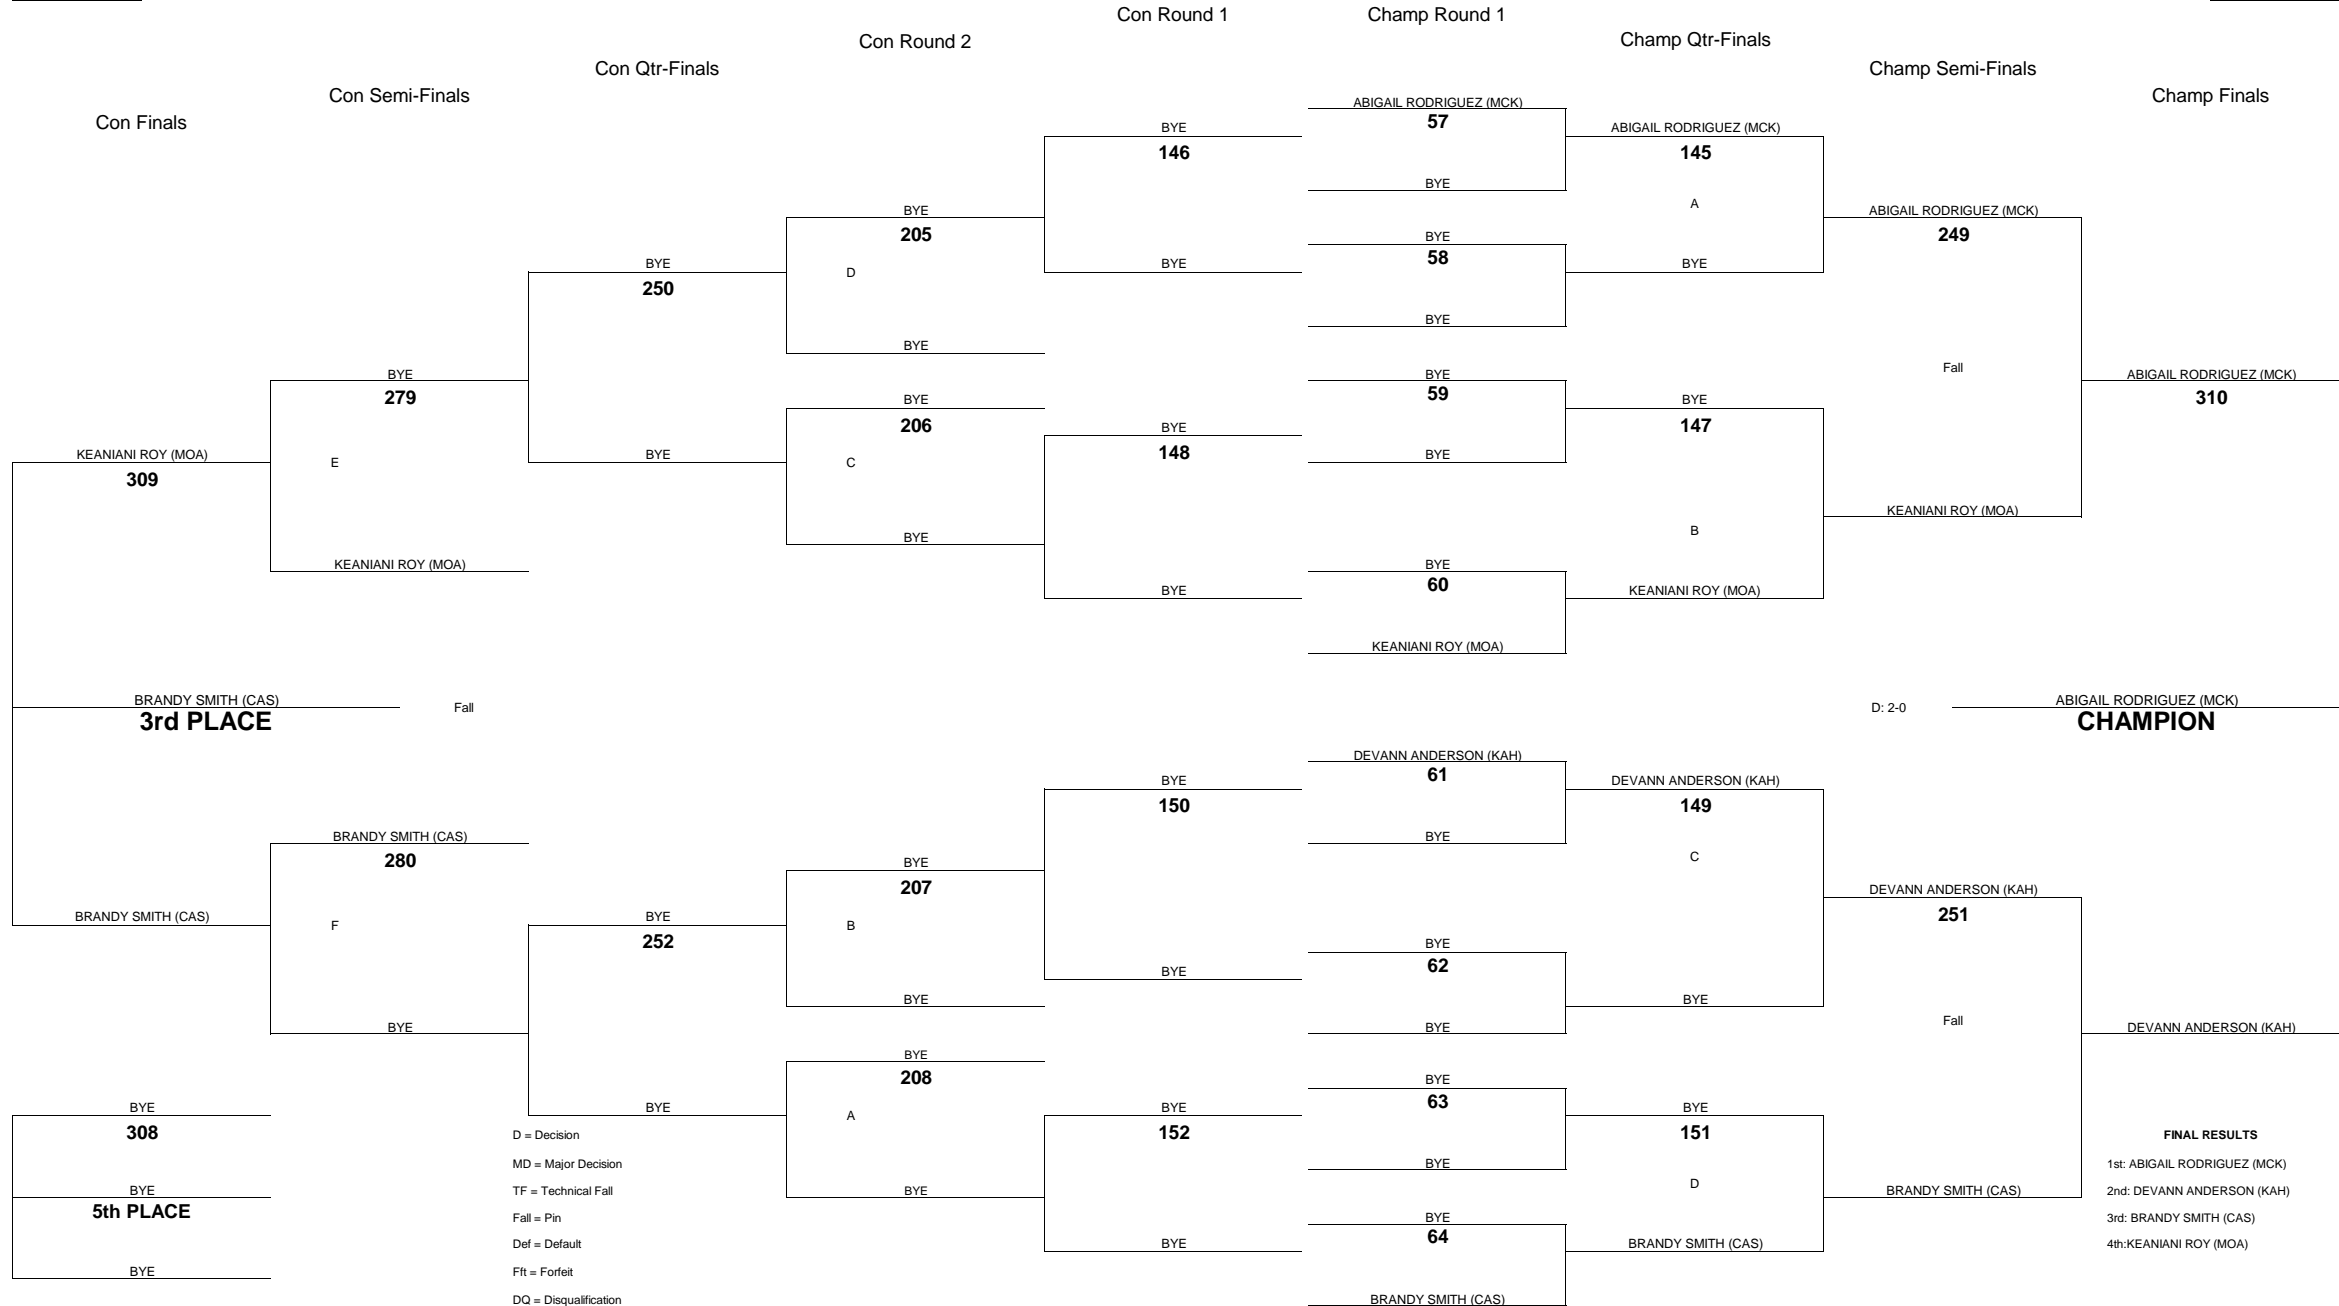 Con Round 1
Champ Round 1
Con Round 2
Champ Qtr-Finals
Con Qtr-Finals
Champ Semi-Finals
Con Semi-Finals
Champ Finals
Con Finals
ABIGAIL RODRIGUEZ (MCK)
57
BYE
146
ABIGAIL RODRIGUEZ (MCK)
145
BYE
A
BYE
205
ABIGAIL RODRIGUEZ (MCK)
249
BYE
58
BYE
250
D
BYE
BYE
BYE
BYE
Fall
BYE
279
BYE
59
ABIGAIL RODRIGUEZ (MCK)
310
BYE
206
BYE
147
BYE
148
KEANIANI ROY (MOA)
309
E
BYE
C
BYE
KEANIANI ROY (MOA)
B
BYE
KEANIANI ROY (MOA)
BYE
60
BYE
KEANIANI ROY (MOA)
KEANIANI ROY (MOA)
BRANDY SMITH (CAS)
3rd PLACE
Fall
D: 2-0
ABIGAIL RODRIGUEZ (MCK)
CHAMPION
DEVANN ANDERSON (KAH)
61
BYE
150
DEVANN ANDERSON (KAH)
149
BRANDY SMITH (CAS)
280
BYE
C
BYE
207
DEVANN ANDERSON (KAH)
251
BRANDY SMITH (CAS)
F
BYE
252
B
BYE
62
BYE
BYE
BYE
Fall
BYE
BYE
DEVANN ANDERSON (KAH)
BYE
208
BYE
63
BYE
308
BYE
A
BYE
152
BYE
151
D = Decision
FINAL RESULTS
MD = Major Decision
BYE
1st: ABIGAIL RODRIGUEZ (MCK)
BYE
5th PLACE
TF = Technical Fall
BYE
D
BRANDY SMITH (CAS)
2nd: DEVANN ANDERSON (KAH)
Fall = Pin
BYE
64
3rd: BRANDY SMITH (CAS)
Def = Default
BYE
BRANDY SMITH (CAS)
4th:KEANIANI ROY (MOA)
BYE
Fft = Forfeit
DQ = Disqualification
BRANDY SMITH (CAS)